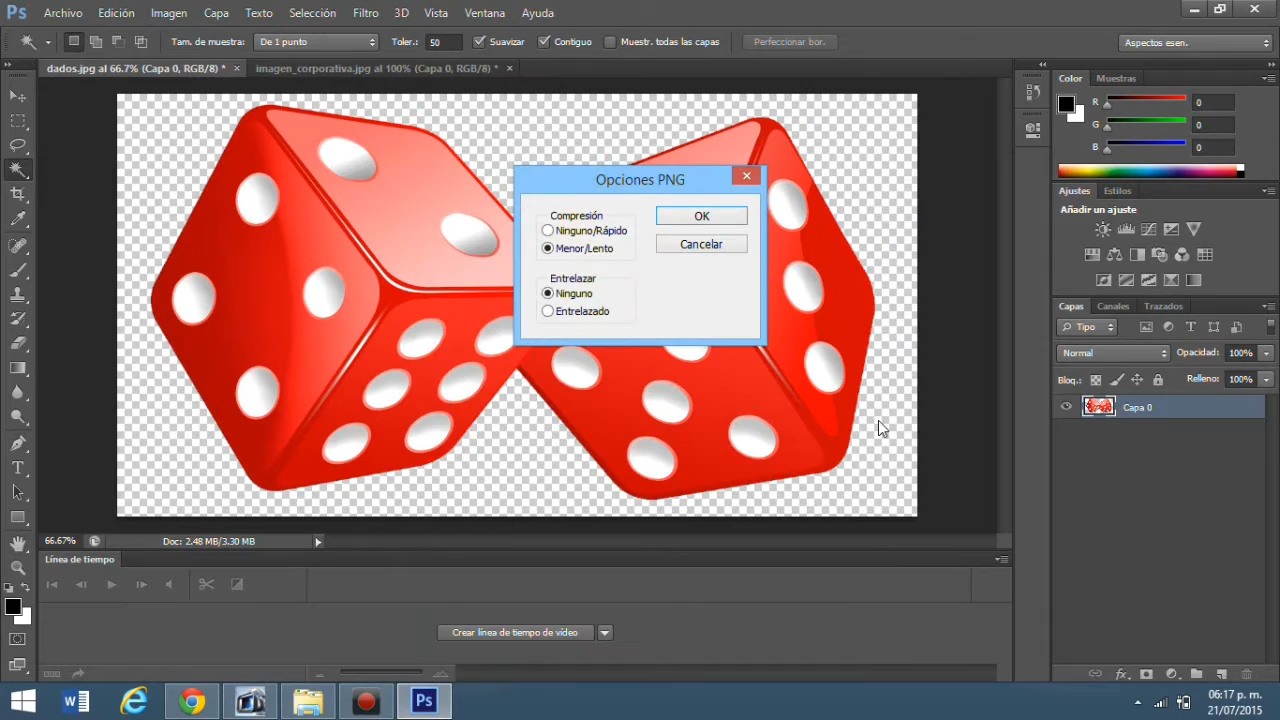 Ps Archivo Edición Imagen Capa Texto Selección Filtro 3D Vista Ventana Ayuda
Tam. de muestra: De 1 punto Toler.: 50 Suavizar Contiguo Muestr. todas las capas Perfeccionar bor. Aspectos esen.
dados.jpg al 66.7% (Capa 0, RGB/8) * × imagen_corporativa.jpg al 100% (Capa 0, RGB/8) * ×
Color Muestras
R 0
G 0
B 0
Ajustes Estilos
Añadir un ajuste
Capas Canales Trazados
Tipo
Normal Opacidad: 100%
Bloq.: Relleno: 100%
Capa 0
Opciones PNG
Compresión
Ninguno/Rápido
Menor/Lento
Entrelazar
Ninguno
Entrelazado
OK
Cancelar
66.67% Doc: 2.48 MB/3.30 MB
Línea de tiempo
Crear línea de tiempo de vídeo
Ps
06:17 p. m.
21/07/2015